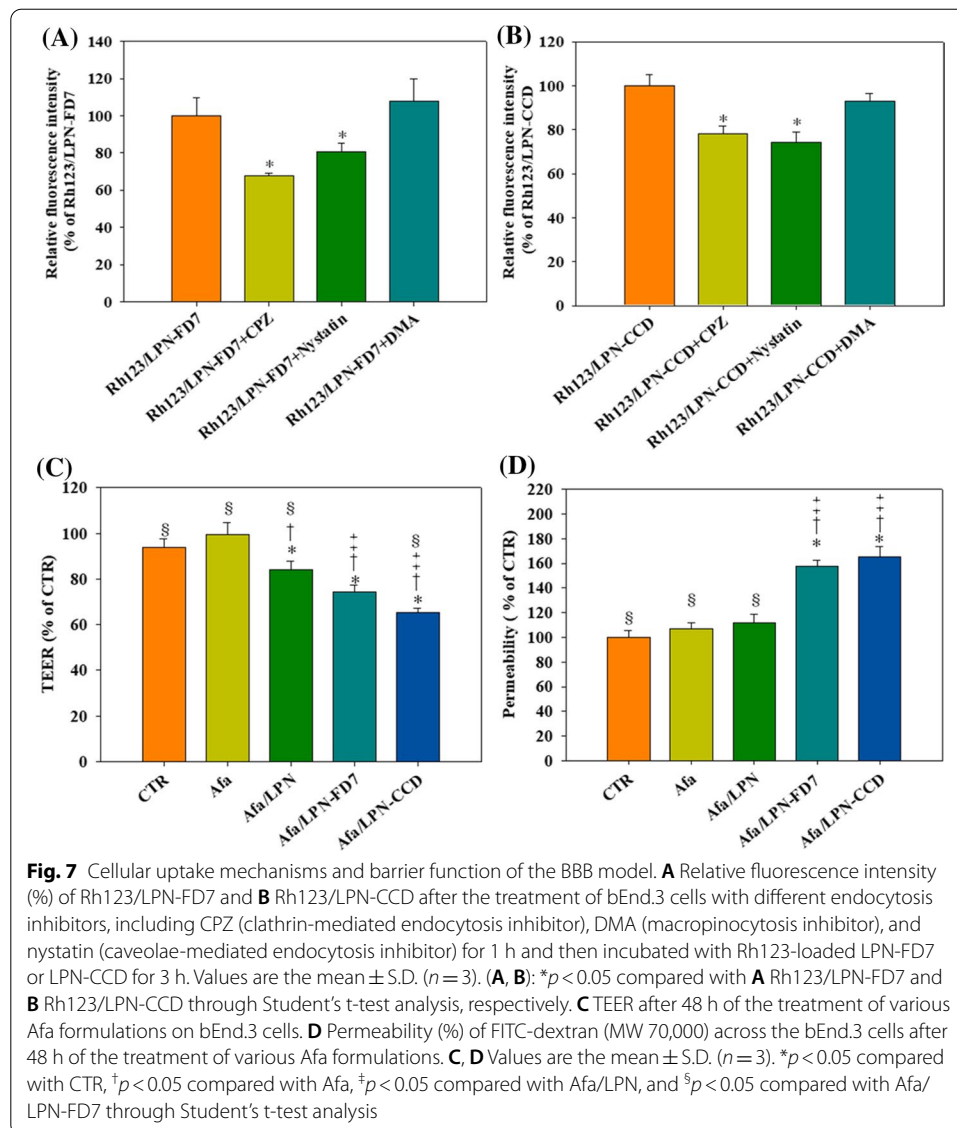 (A)
Relative fluorescence intensity
(% of Rh123/LPN-FD7)
140
120
100
80
60
40
20
0
*
*
Rh123/LPN-FD7
Rh123/LPN-FD7+CPZ
Rh123/LPN-FD7+Nystatin
Rh123/LPN-FD7+DMA
(B)
Relative fluorescence intensity
(% of Rh123/LPN-CCD)
120
100
80
60
40
20
0
*
*
Rh123/LPN-CCD
Rh123/LPN-CCD+CPZ
Rh123/LPN-CCD+Nystatin
Rh123/LPN-CCD+DMA
(C)
TEER (% of CTR)
120
100
80
60
40
20
0
§
§
§
†
*
‡
†
*
§
‡
†
*
CTR
Afa
Afa/LPN
Afa/LPN-FD7
Afa/LPN-CCD
(D)
Permeability ( % of CTR)
220
200
180
160
140
120
100
80
60
40
20
0
§
§
§
‡
†
*
‡
†
*
CTR
Afa
Afa/LPN
Afa/LPN-FD7
Afa/LPN-CCD
Fig. 7 Cellular uptake mechanisms and barrier function of the BBB model. A Relative fluorescence intensity
(%) of Rh123/LPN-FD7 and B Rh123/LPN-CCD after the treatment of bEnd.3 cells with different endocytosis
inhibitors, including CPZ (clathrin-mediated endocytosis inhibitor), DMA (macropinocytosis inhibitor), and
nystatin (caveolae-mediated endocytosis inhibitor) for 1 h and then incubated with Rh123-loaded LPN-FD7
or LPN-CCD for 3 h. Values are the mean ± S.D. (n = 3). (A, B): *p < 0.05 compared with A Rh123/LPN-FD7 and
B Rh123/LPN-CCD through Student's t-test analysis, respectively. C TEER after 48 h of the treatment of various
Afa formulations on bEnd.3 cells. D Permeability (%) of FITC-dextran (MW 70,000) across the bEnd.3 cells after
48 h of the treatment of various Afa formulations. C, D Values are the mean ± S.D. (n = 3). *p < 0.05 compared
with CTR, †p < 0.05 compared with Afa, ‡p < 0.05 compared with Afa/LPN, and §p < 0.05 compared with Afa/
LPN-FD7 through Student's t-test analysis